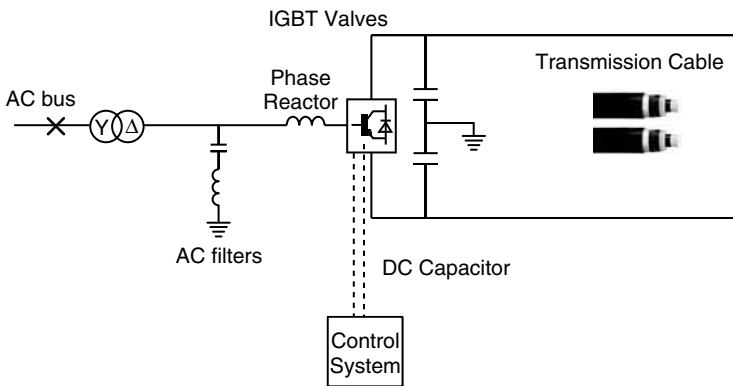 IGBT Valves
Transmission Cable
Phase
Reactor
AC bus
Y Δ
AC filters
DC Capacitor
Control
System